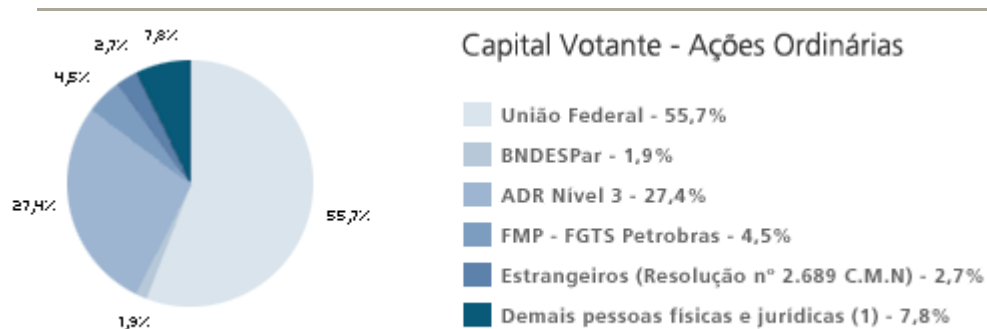 Capital Votante - Ações Ordinárias
2,7%
7,8%
4,5%
27,4%
55,7%
1,9%
União Federal - 55,7%
BNDESPar - 1,9%
ADR Nível 3 - 27,4%
FMP - FGTS Petrobras - 4,5%
Estrangeiros (Resolução nº 2.689 C.M.N) - 2,7%
Demais pessoas físicas e jurídicas (1) - 7,8%